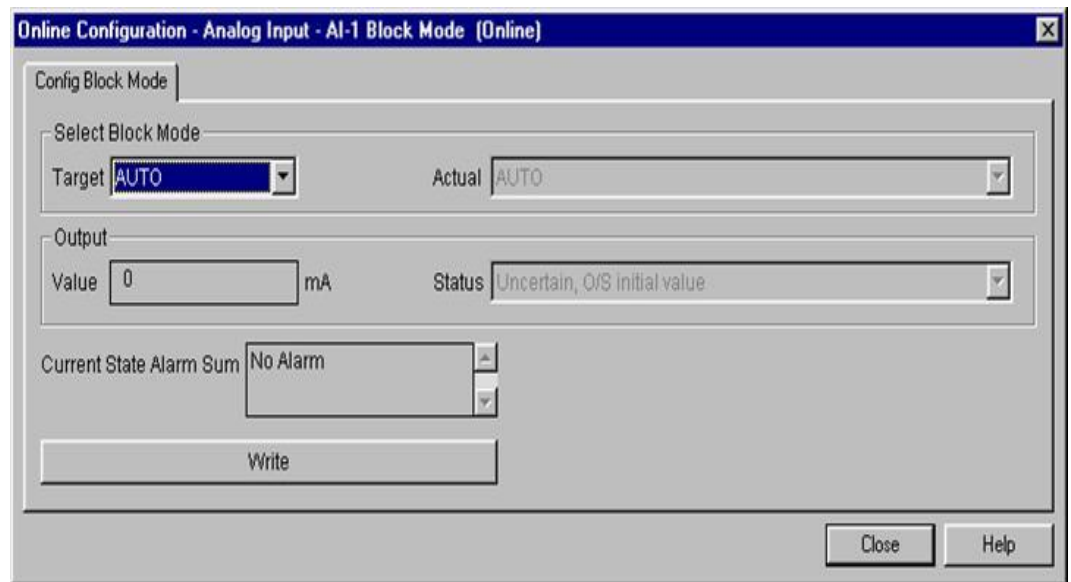 Online Configuration - Analog Input - AI-1 Block Mode (Online)
Config Block Mode
Select Block Mode
Target AUTO Actual AUTO
Output
Value 0 mA Status Uncertain, O/S initial value
Current State Alarm Sum No Alarm
Write
Close Help